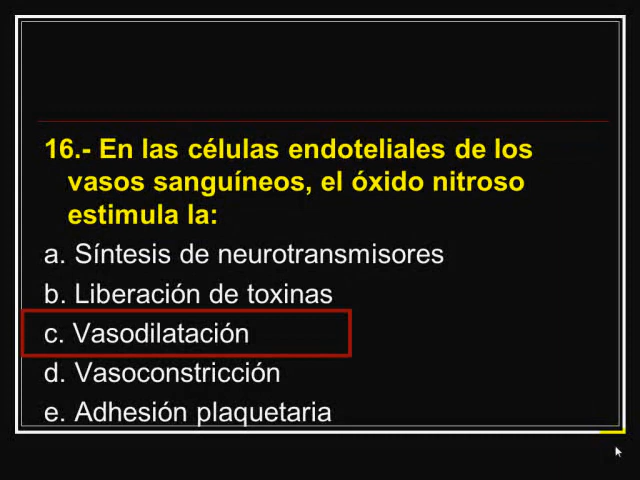 16.- En las células endoteliales de los
vasos sanguíneos, el óxido nitroso
estimula la:
a. Síntesis de neurotransmisores
b. Liberación de toxinas
c. Vasodilatación
d. Vasoconstricción
e. Adhesión plaquetaria